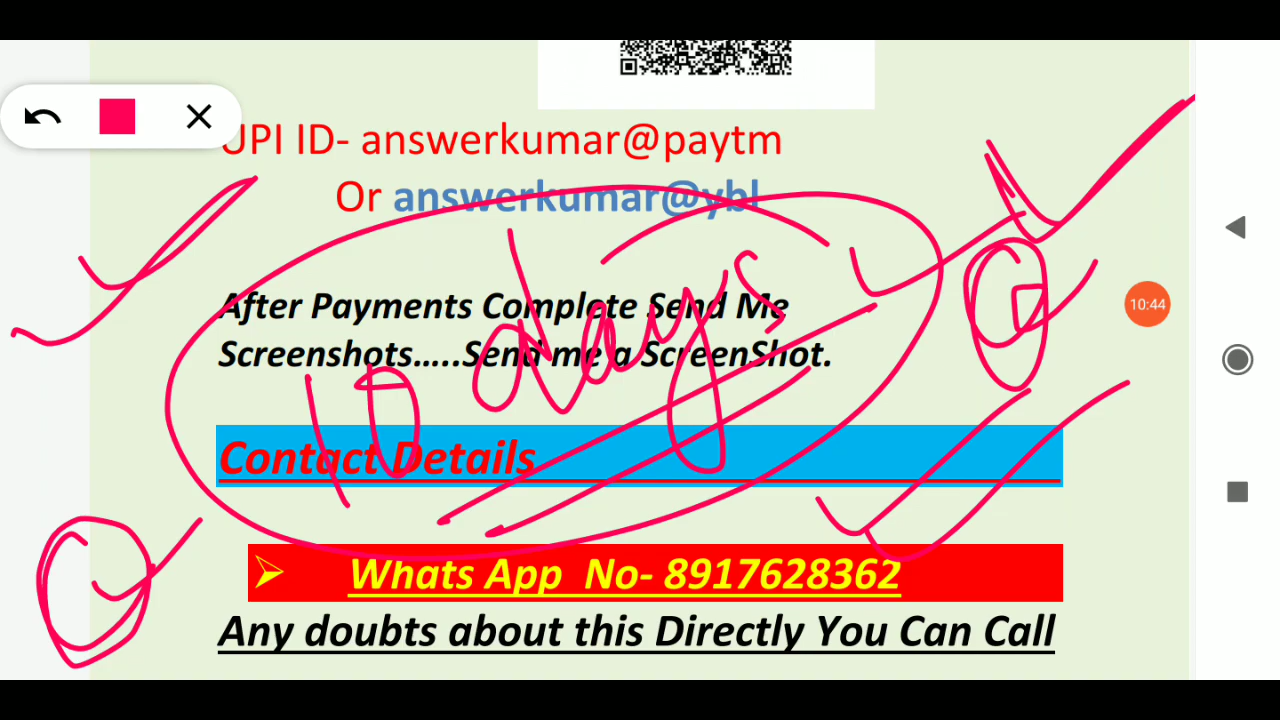 UPI ID- answerkumar@paytm
Or answerkumar@ybl
After Payments Complete Send Me
Screenshots.....Send me a ScreenShot.
10 days
Contact Details
Whats App No- 8917628362
Any doubts about this Directly You Can Call
10:44